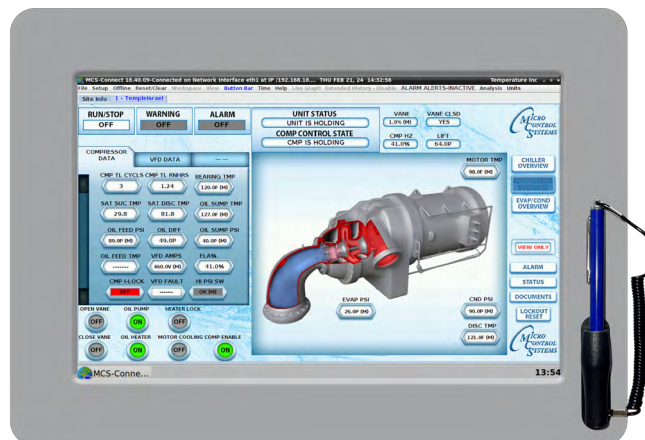 MCS-Connect 18.40.09-Connected on Network Interface eth1 at IP /192.168.18.... THU FEB 21, 24 14:32:56 Temperature Inc
File Setup Offline Reset/Clear Workspace - View Button Bar Time Help Live Graph Extended History - Disable ALARM ALERTS-INACTIVE Analysis Units
Site Info 1 - TempleIsrael
RUN/STOP WARNING ALARM
OFF OFF OFF
UNIT STATUS
UNIT IS HOLDING
COMP CONTROL STATE
CMP IS HOLDING
VANE VANE CLSD
1.0% (M) YES
CMP HZ LIFT
41.0% 64.0P
MICRO CONTROL SYSTEMS
COMPRESSOR DATA VFD DATA -- --
CMP TL CYCLS CMP TL RNHRS BEARING TMP
3 1.24 120.0F (M)
SAT SUC TMP SAT DISC TMP OIL SUMP TMP
29.8 81.8 127.0F (M)
OIL FEED PSI OIL DIFF OIL SUMP PSI
89.0P (M) 49.0P 40.0P (M)
OIL FEED TMP VFD AMPS FLA%
------- 460.0V (M) 41.0%
CMP I-LOCK VFD FAULT HI PSI SW
OFF ------- OK (M)
OPEN VANE OIL PUMP HEATER LOCK
OFF ON OFF
CLOSE VANE OIL HEATER MOTOR COOLING COMP ENABLE
OFF ON OFF ON
MOTOR TMP
90.0F (M)
EVAP PSI
26.0P (M)
CND PSI
90.0P (M)
DISC TMP
121.0F (M)
CHILLER OVERVIEW
COMPRESSOR OVERVIEW
EVAP/COND OVERVIEW
VIEW ONLY
ALARM
STATUS
DOCUMENTS
LOCKOUT RESET
MICRO CONTROL SYSTEMS
MCS-Conne... 13:54